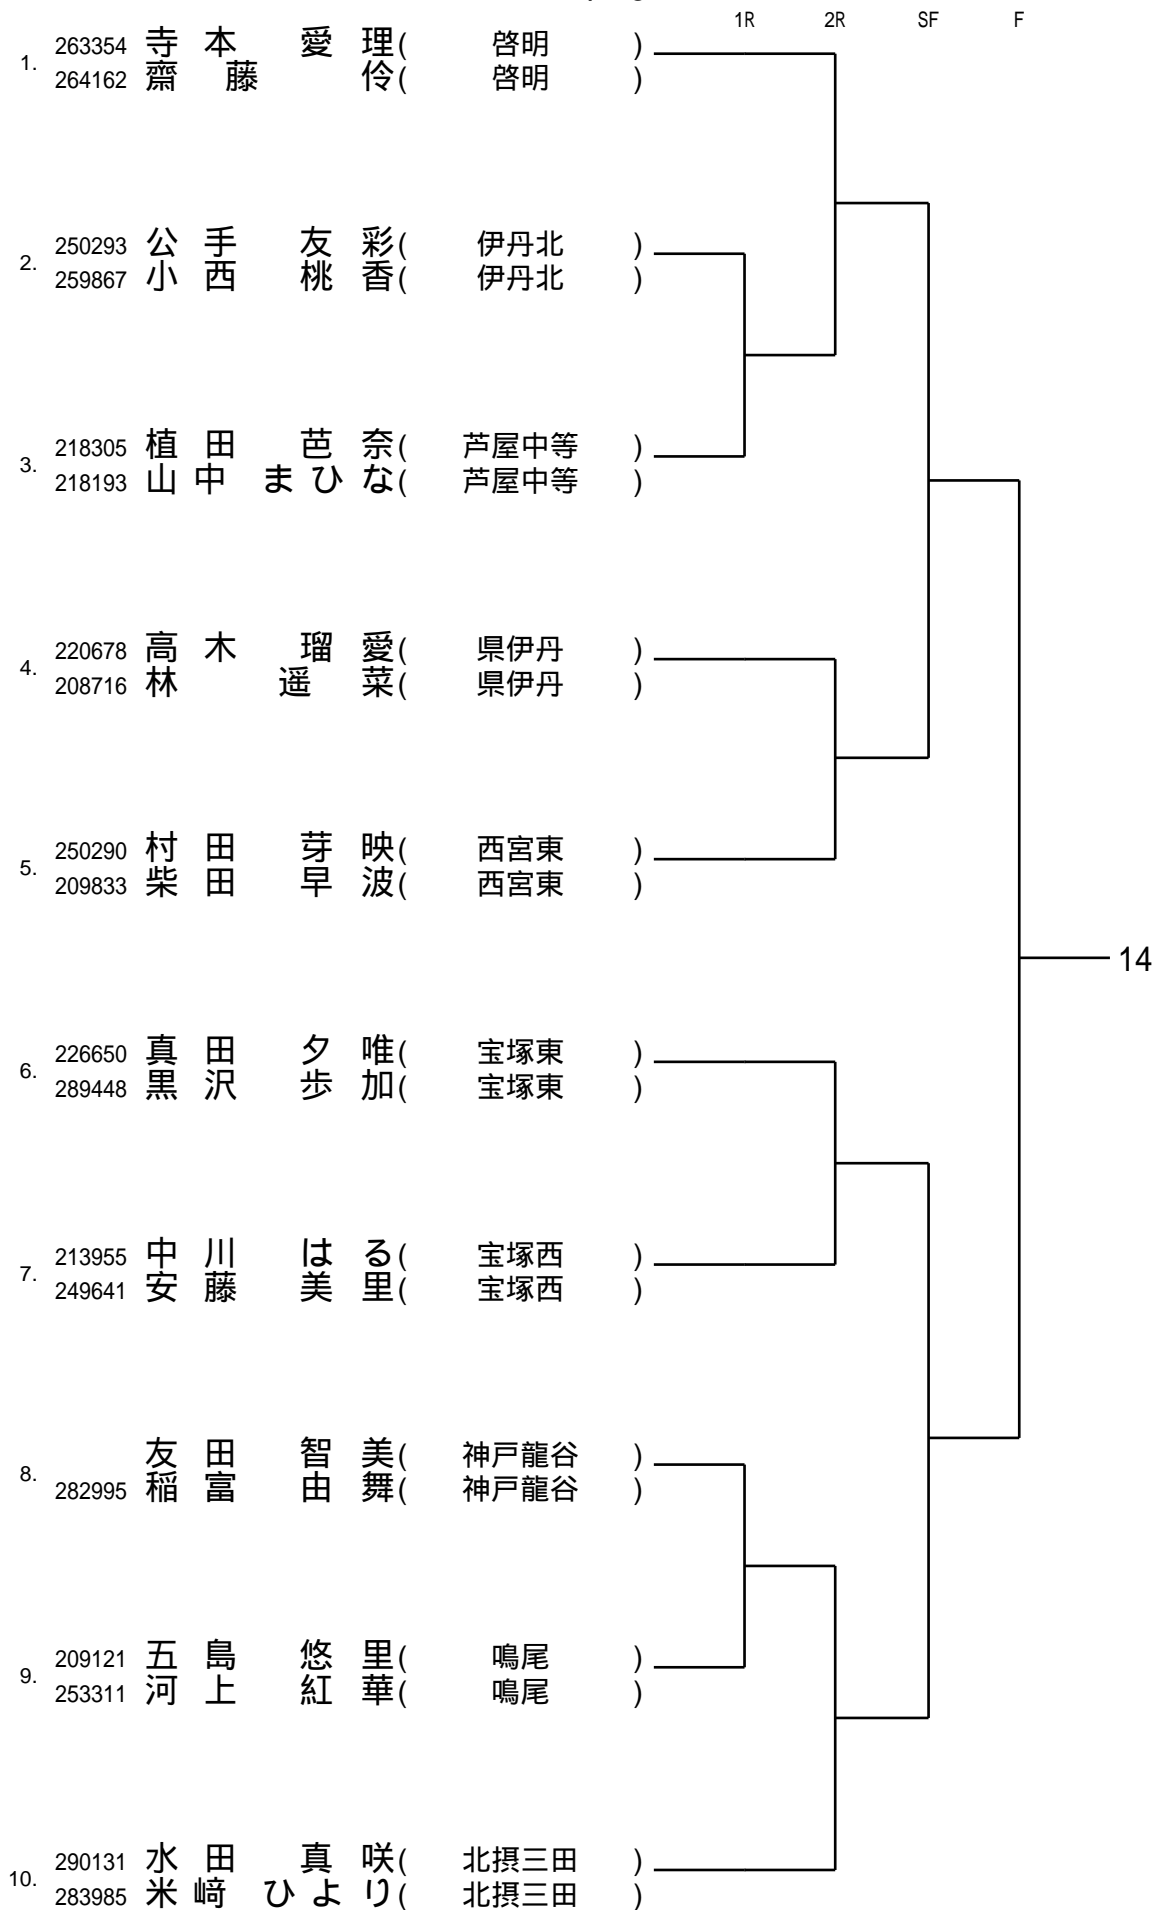 1R 2R SF F
1. 263354 寺本 愛理( 啓明 )
264162 齋藤 伶( 啓明 )
2. 250293 公手 友彩( 伊丹北 )
259867 小西 桃香( 伊丹北 )
3. 218305 植田 芭奈( 芦屋中等 )
218193 山中 まひな( 芦屋中等 )
4. 220678 高木 瑠愛( 県伊丹 )
208716 林 遥菜( 県伊丹 )
5. 250290 村田 芽映( 西宮東 )
209833 柴田 早波( 西宮東 )
14
6. 226650 真田 夕唯( 宝塚東 )
289448 黒沢 歩加( 宝塚東 )
7. 213955 中川 はる( 宝塚西 )
249641 安藤 美里( 宝塚西 )
8. 友田 智美( 神戸龍谷 )
282995 稲富 由舞( 神戸龍谷 )
9. 209121 五島 悠里( 鳴尾 )
253311 河上 紅華( 鳴尾 )
10. 290131 水田 真咲( 北摂三田 )
283985 米﨑 ひより( 北摂三田 )